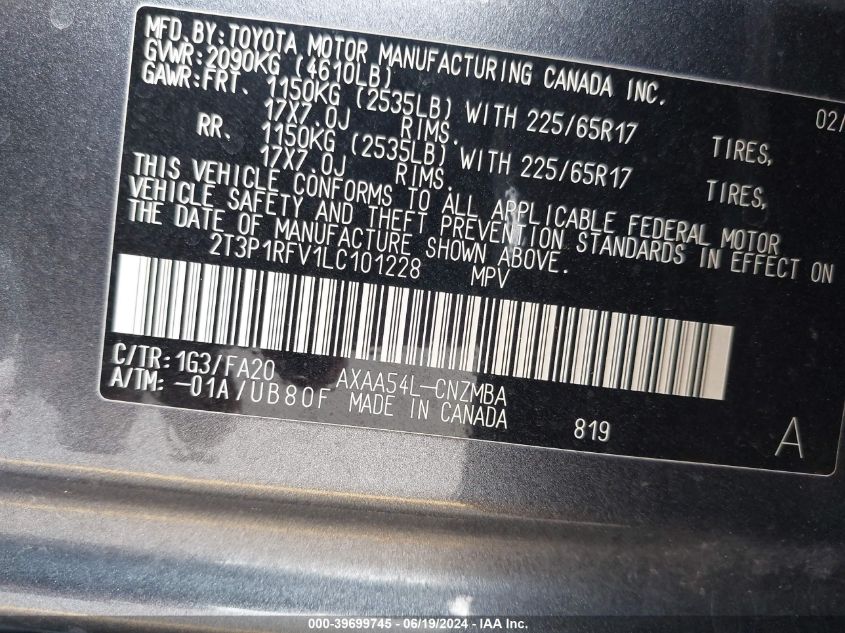 MFD.BY:TOYOTA MOTOR MANUFACTURING CANADA INC.
GVWR:2090KG (4610LB) 02/
GAWR:FRT. 1150KG (2535LB) WITH 225/65R17 TIRES,
17X7.0J RIMS.
RR. 1150KG (2535LB) WITH 225/65R17 TIRES,
17X7.0J RIMS.
THIS VEHICLE CONFORMS TO ALL APPLICABLE FEDERAL MOTOR
VEHICLE SAFETY AND THEFT PREVENTION STANDARDS IN EFFECT ON
THE DATE OF MANUFACTURE SHOWN ABOVE.
2T3P1RFV1LC101228 MPV
C/TR:1G3/FA20 AXAA54L-CNZMBA
A/TM:-01A/UB80F MADE IN CANADA 819 A
000-39699745 - 06/19/2024 - IAA Inc.